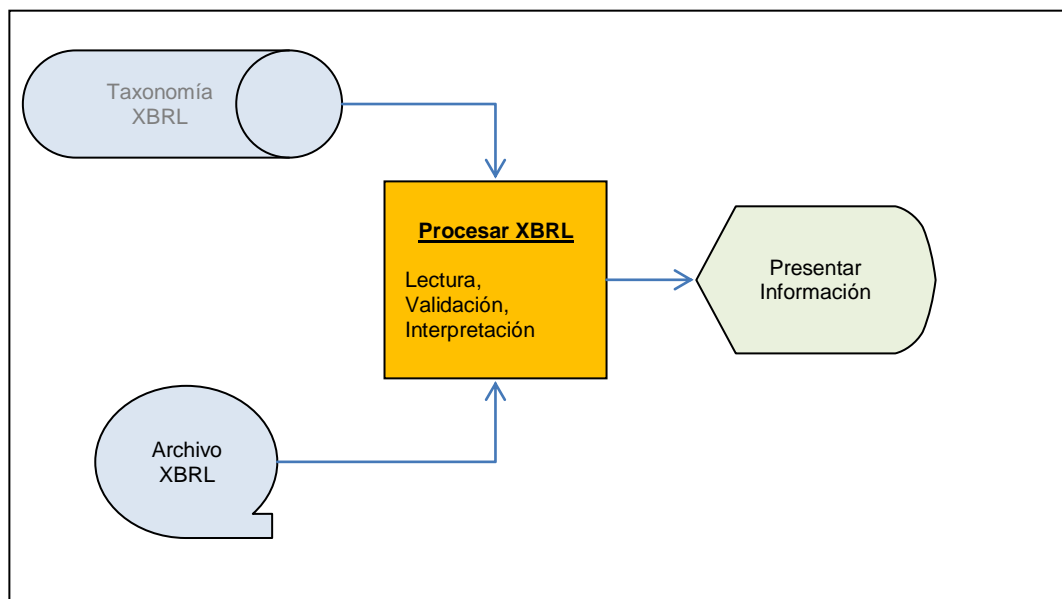 Taxonomía
XBRL
Procesar XBRL
Lectura,
Validación,
Interpretación
Presentar
Información
Archivo
XBRL